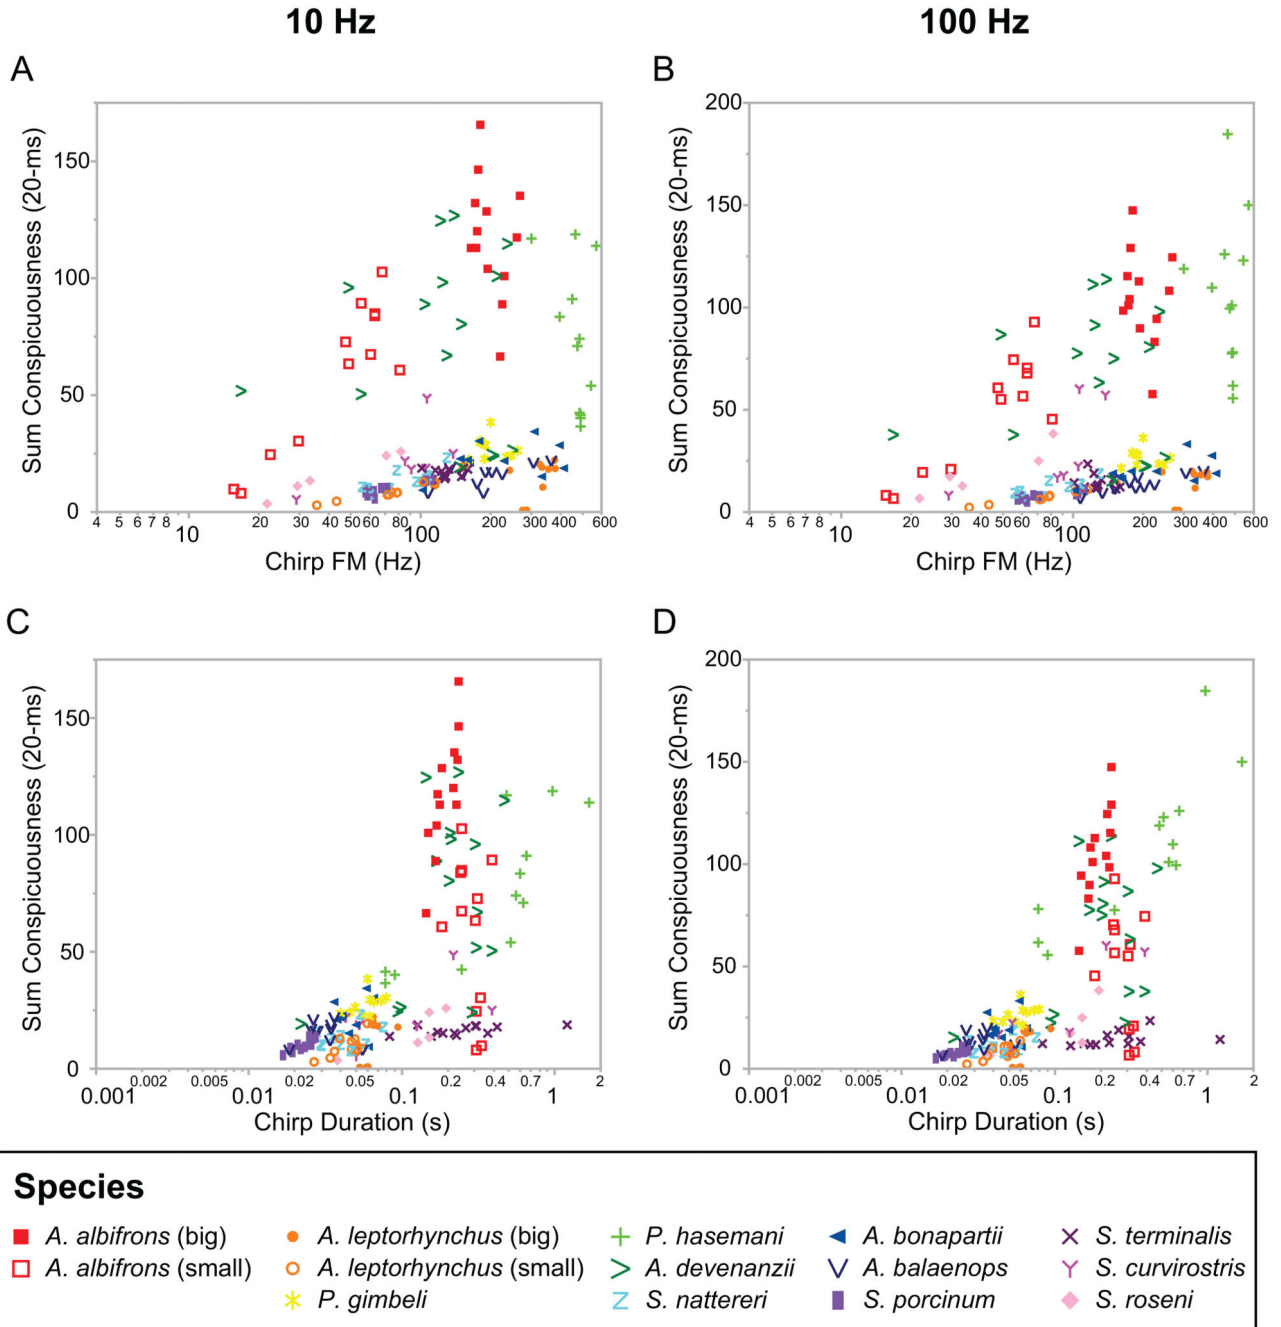 10 Hz
100 Hz
A
B
Sum Conspicuousness (20-ms)
150
100
50
0
4 5 6 7 8 10 20 30 40 50 60 80 100 200 300 400 600
Chirp FM (Hz)
Sum Conspicuousness (20-ms)
200
150
100
50
0
4 5 6 7 8 10 20 30 40 50 60 80 100 200 300 400 600
Chirp FM (Hz)
C
D
Sum Conspicuousness (20-ms)
150
100
50
0
0.001 0.002 0.005 0.01 0.02 0.05 0.1 0.2 0.4 0.7 1 2
Chirp Duration (s)
Sum Conspicuousness (20-ms)
200
150
100
50
0
0.001 0.002 0.005 0.01 0.02 0.05 0.1 0.2 0.4 0.7 1 2
Chirp Duration (s)
Species
A. albifrons (big)
A. leptorhynchus (big)
P. hasemani
A. bonapartii
S. terminalis
A. albifrons (small)
A. leptorhynchus (small)
A. devenanzii
A. balaenops
S. curvirostris
P. gimbeli
S. nattereri
S. porcinum
S. roseni